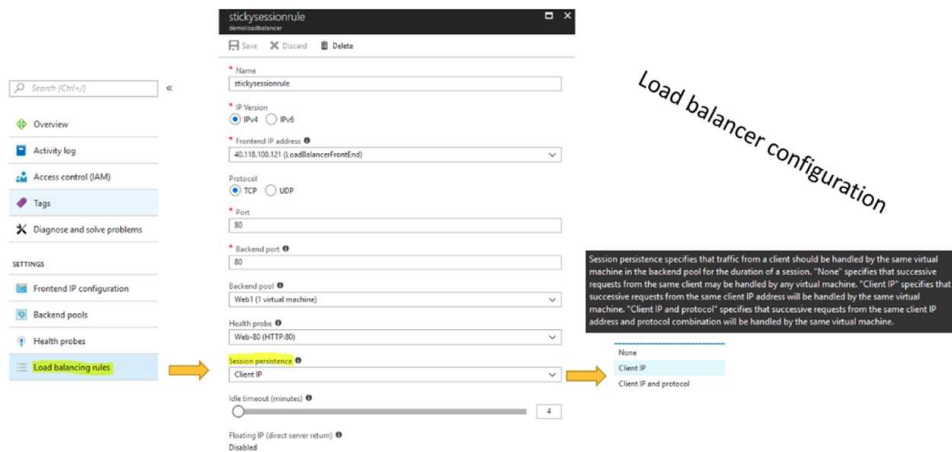 stickysessionrule
demoloadbalancer
Save Discard Delete
Search (Ctrl+/) «
Overview
Activity log
Access control (IAM)
Tags
Diagnose and solve problems
SETTINGS
Frontend IP configuration
Backend pools
Health probes
Load balancing rules
* Name
stickysessionrule
* IP Version
IPv4 IPv6
* Frontend IP address
40.118.100.121 (LoadBalancerFrontEnd)
Protocol
TCP UDP
* Port
80
* Backend port
80
Backend pool
Web1 (1 virtual machine)
Health probe
Web-80 (HTTP:80)
Session persistence
Client IP
Idle timeout (minutes)
4
Floating IP (direct server return)
Disabled
Load balancer configuration
Session persistence specifies that traffic from a client should be handled by the same virtual
machine in the backend pool for the duration of a session. "None" specifies that successive
requests from the same client may be handled by any virtual machine. "Client IP" specifies that
successive requests from the same client IP address will be handled by the same virtual
machine. "Client IP and protocol" specifies that successive requests from the same client IP
address and protocol combination will be handled by the same virtual machine.
None
Client IP
Client IP and protocol